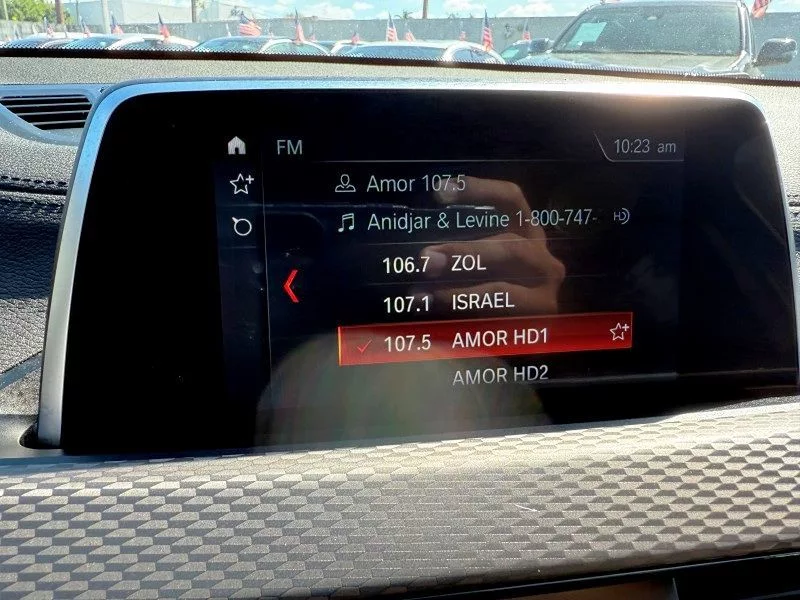 FM 10:23 am
Amor 107.5
Anidjar & Levine 1-800-747- HD
106.7 ZOL
107.1 ISRAEL
107.5 AMOR HD1
AMOR HD2